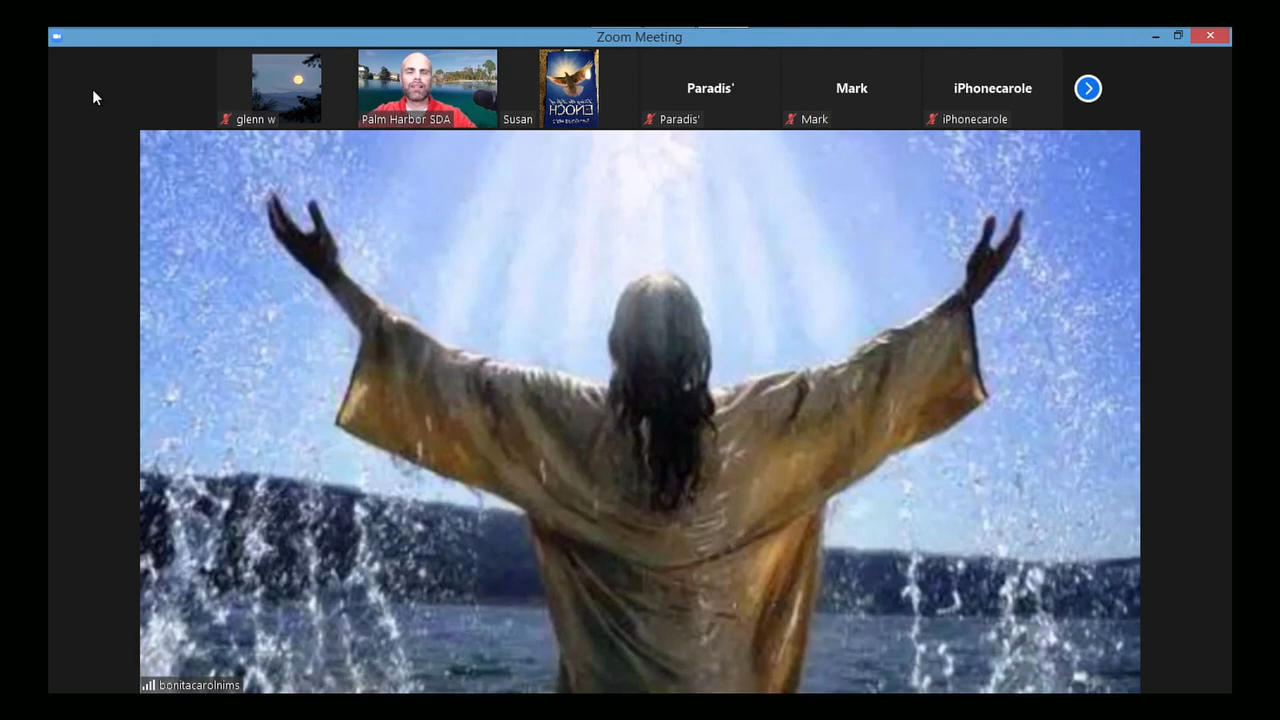 Zoom Meeting
glenn w
Palm Harbor SDA
Susan
ENOCH
Paradis'
Paradis'
Mark
Mark
iPhonecarole
iPhonecarole
bonitacarolnims